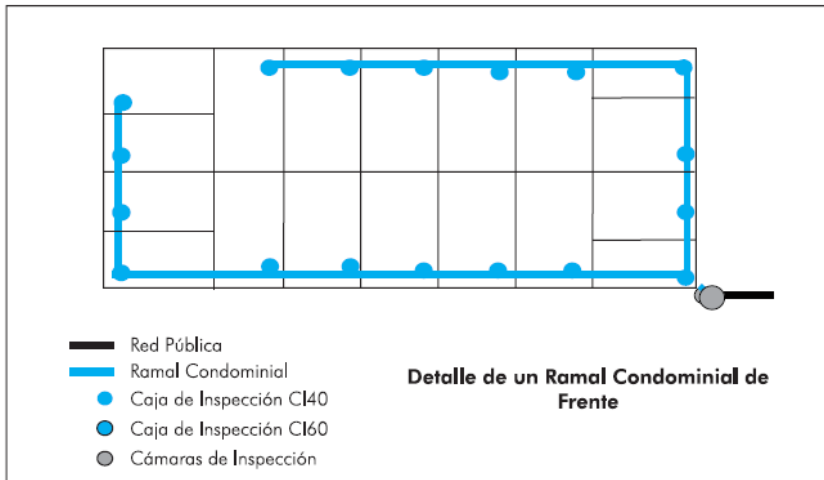 Red Pública
Ramal Condominial
Caja de Inspección CI40
Caja de Inspección CI60
Cámaras de Inspección
Detalle de un Ramal Condominial de
Frente